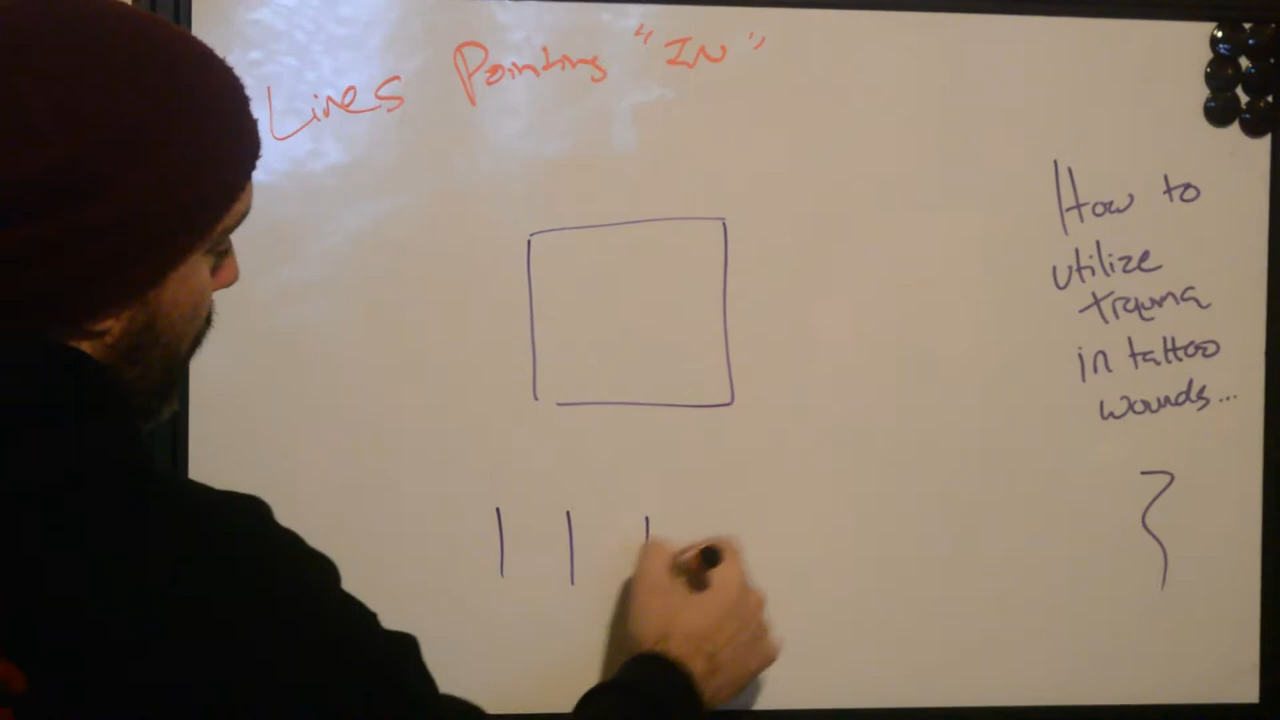 Lines Pointing "IN"
How to
utilize
trauma
in tattoo
wounds...